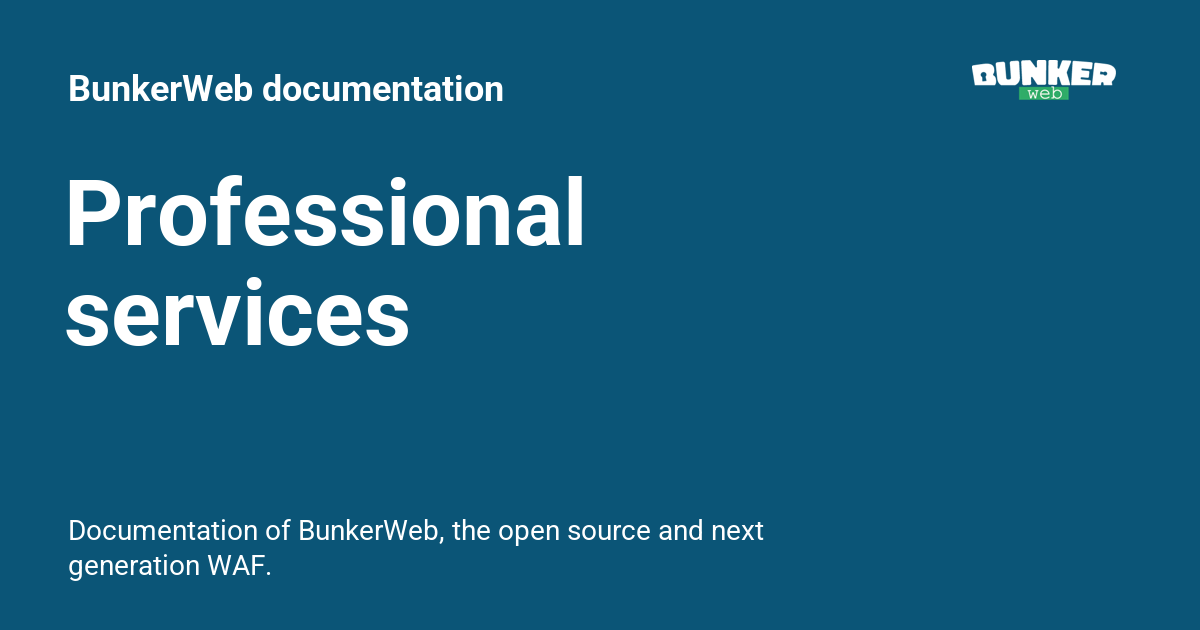 BunkerWeb documentation
BUNKER
web
Professional
services
Documentation of BunkerWeb, the open source and next
generation WAF.